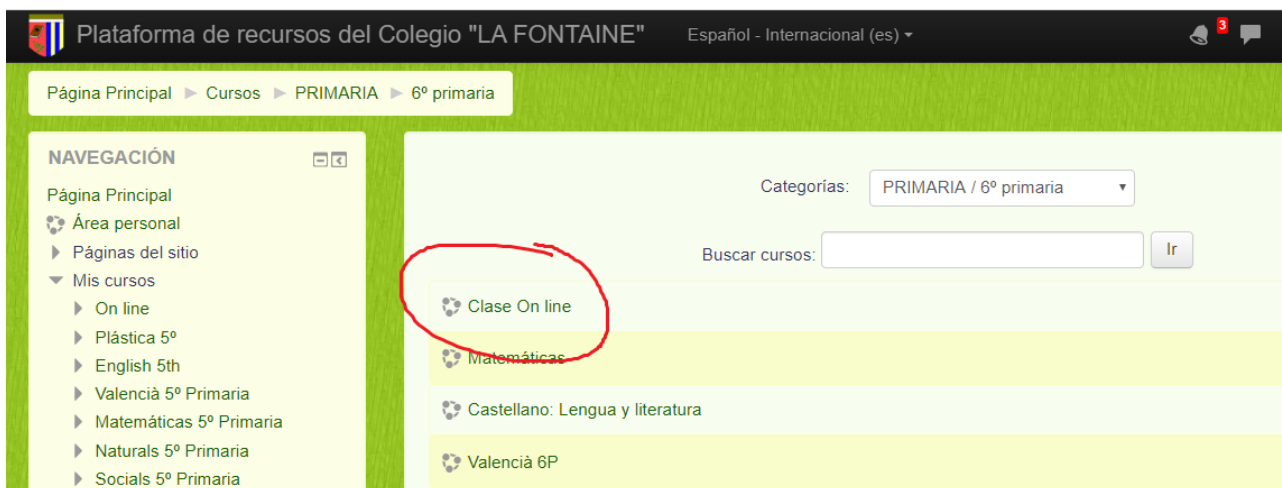 Plataforma de recursos del Colegio "LA FONTAINE" Español - Internacional (es) 3
Página Principal Cursos PRIMARIA 6º primaria
NAVEGACIÓN
Página Principal
Área personal
Páginas del sitio
Mis cursos
On line
Plástica 5º
English 5th
Valencià 5º Primaria
Matemáticas 5º Primaria
Naturals 5º Primaria
Socials 5º Primaria
Categorías: PRIMARIA / 6º primaria
Buscar cursos: Ir
Clase On line
Matemáticas
Castellano: Lengua y literatura
Valencià 6P